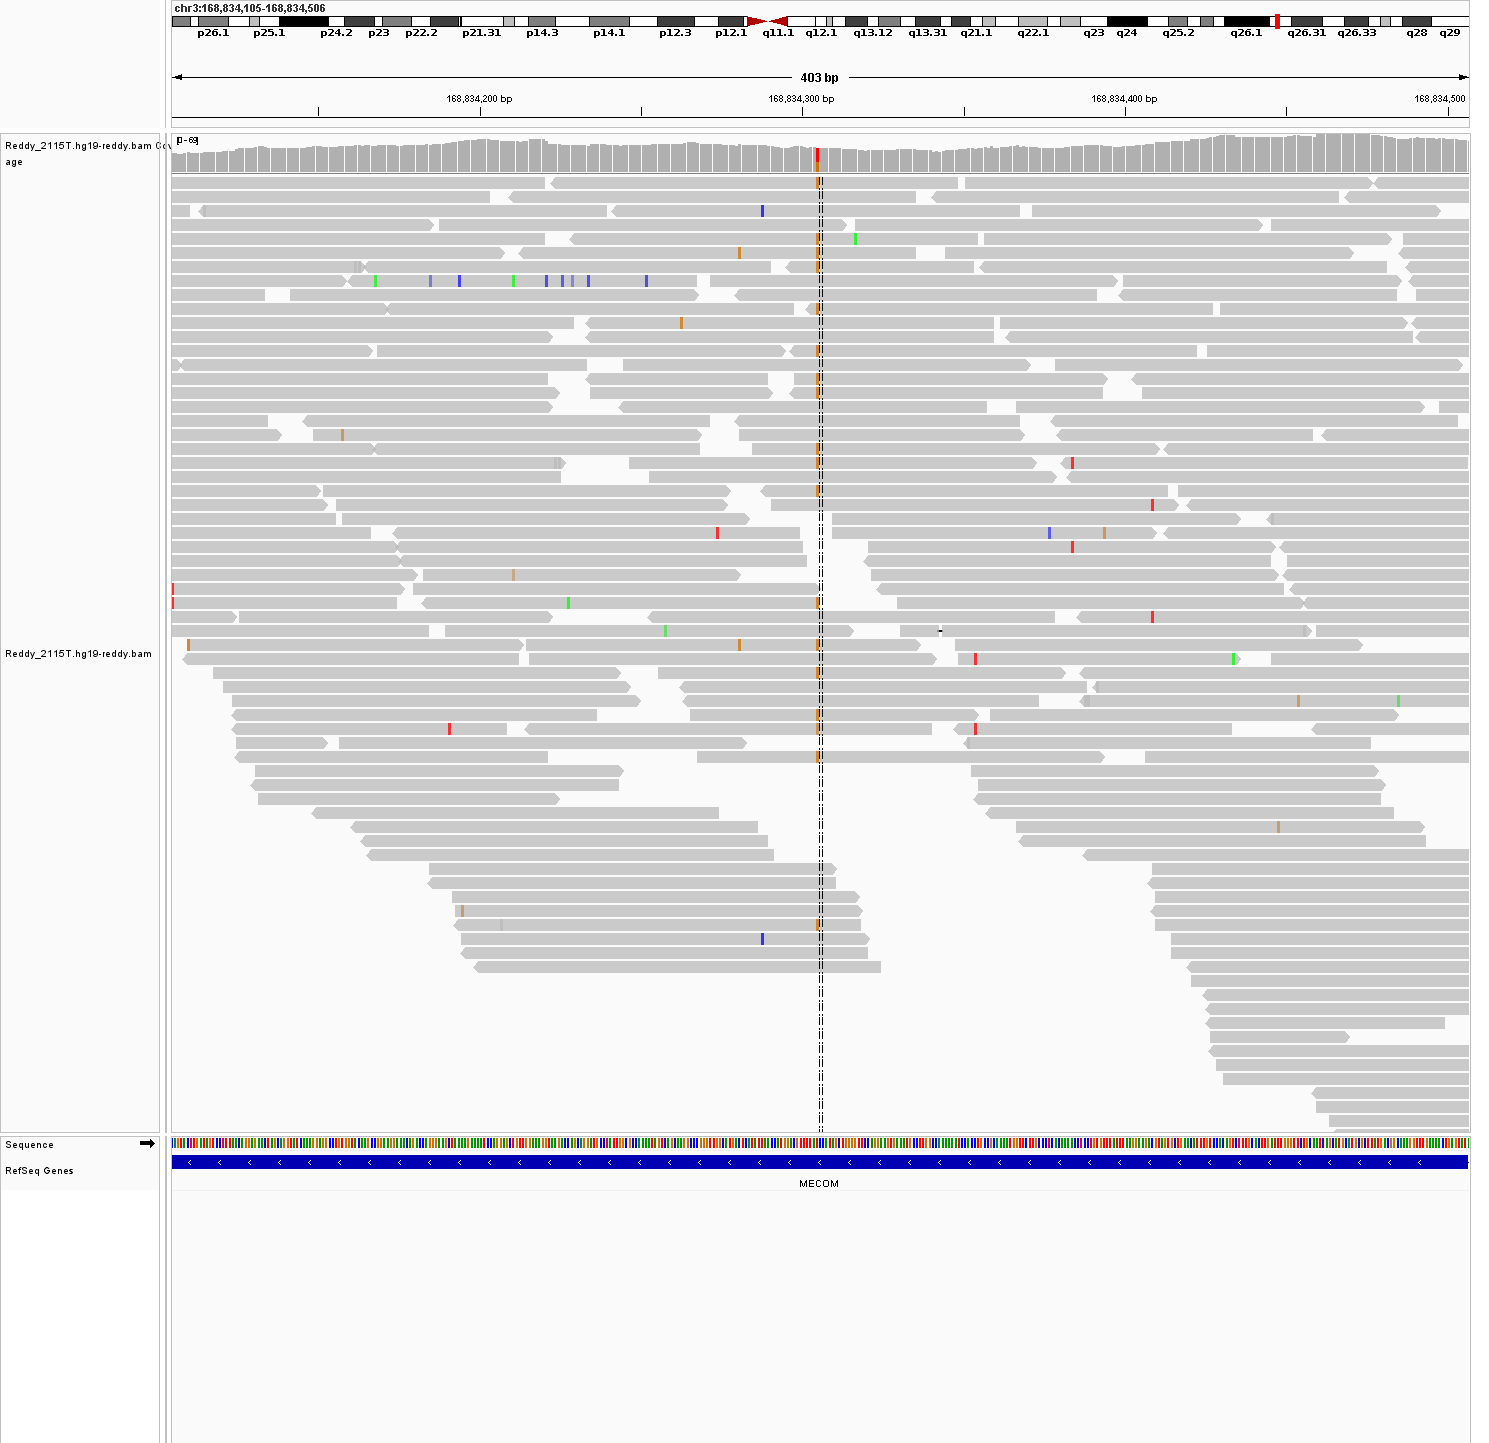 chr3:168,834,105-168,834,506
p26.1 p25.1 p24.2 p23 p22.2 p21.31 p14.3 p14.1 p12.3 p12.1 q11.1 q12.1 q13.12 q13.31 q21.1 q22.1 q23 q24 q25.2 q26.1 q26.31 q26.33 q28 q29
403 bp
168,834,200 bp 168,834,300 bp 168,834,400 bp 168,834,500
[0 - 69]
Reddy_2115T.hg19-reddy.bam Cov
age
Reddy_2115T.hg19-reddy.bam
Sequence
RefSeq Genes
MECOM